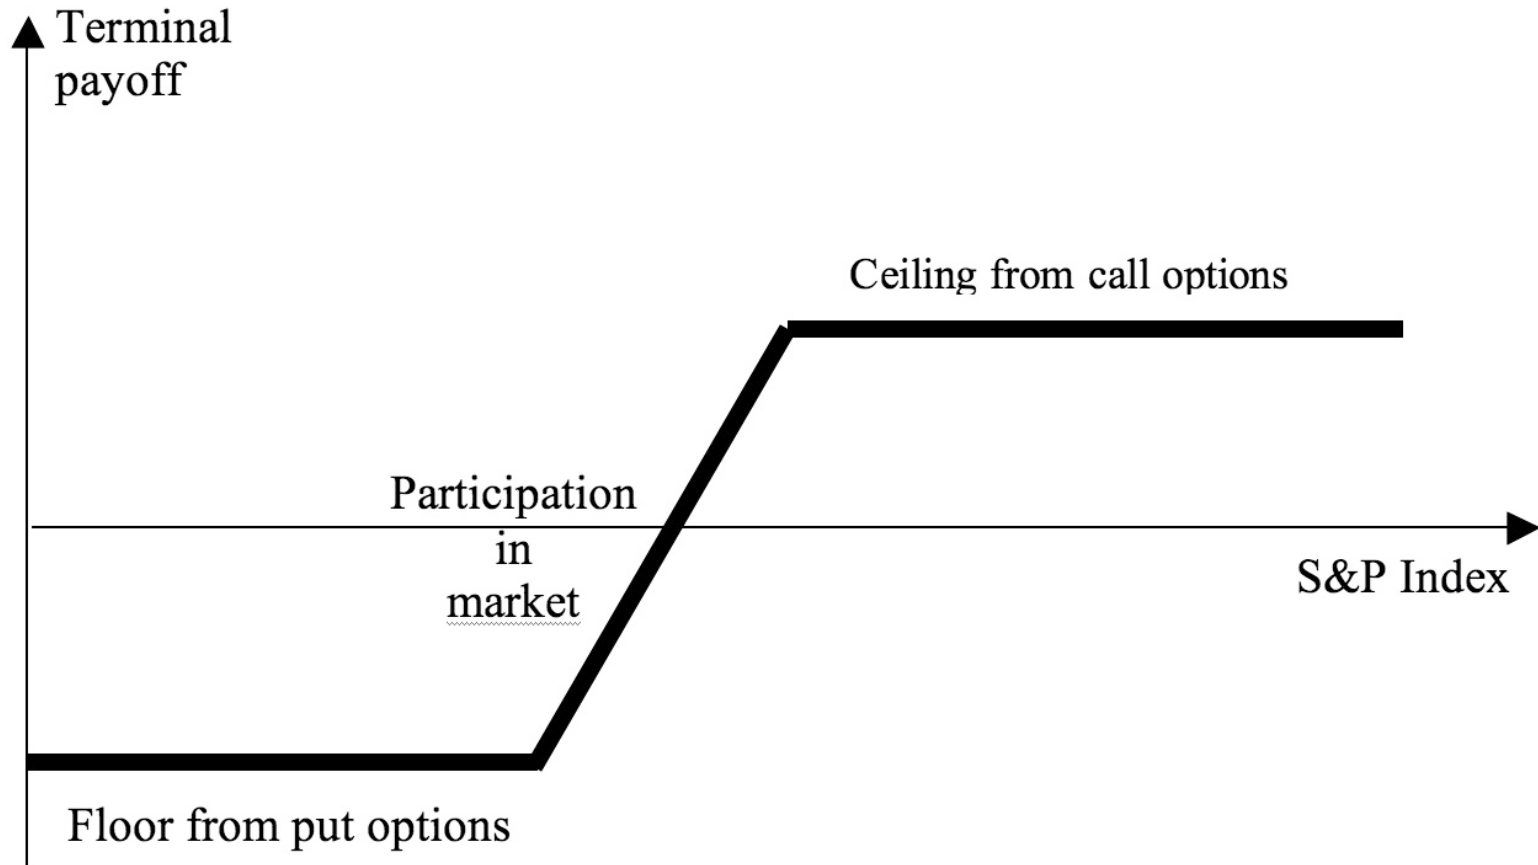 Terminal
payoff
Ceiling from call options
Participation
in
market
S&P Index
Floor from put options